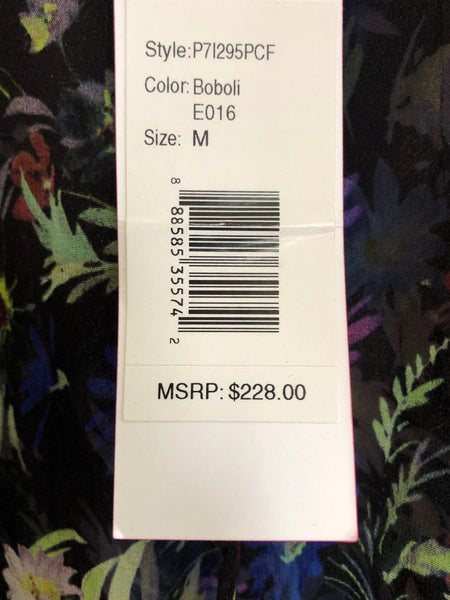 Style:P7I295PCF
Color: Boboli
E016
Size: M
8 88585 35574 2
MSRP: $228.00